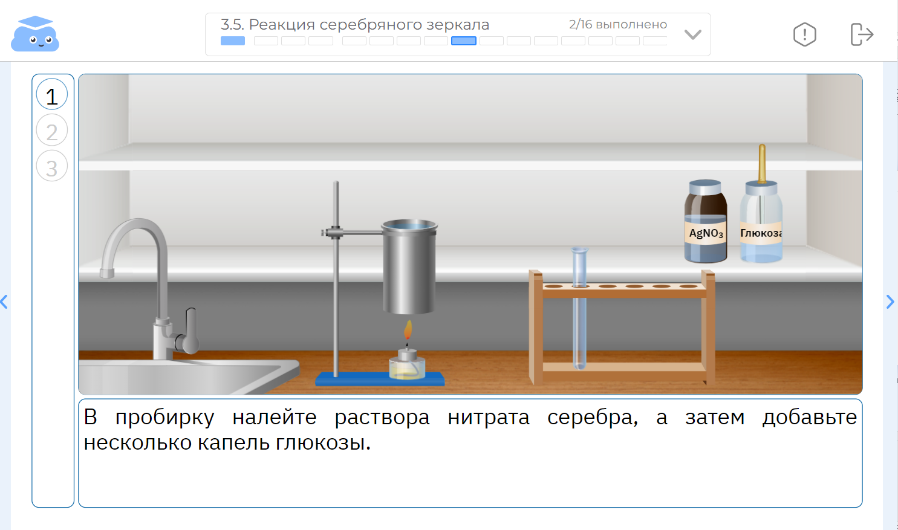 3.5. Реакция серебряного зеркала
2/16 выполнено
1
2
3
AgNO₃
Глюкоза
В пробирку налейте раствора нитрата серебра, а затем добавьте
несколько капель глюкозы.